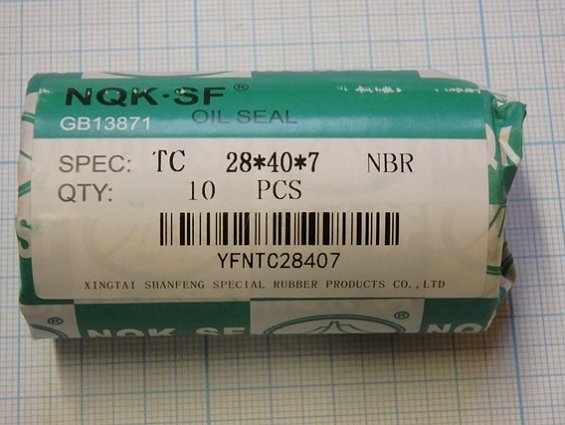 NQK·SF®
GB13871 OIL SEAL
SPEC: TC 28*40*7 NBR
QTY: 10 PCS
YFNTC28407
XINGTAI SHANFENG SPECIAL RUBBER PRODUCTS CO.,LTD
NQK SF ® NQ